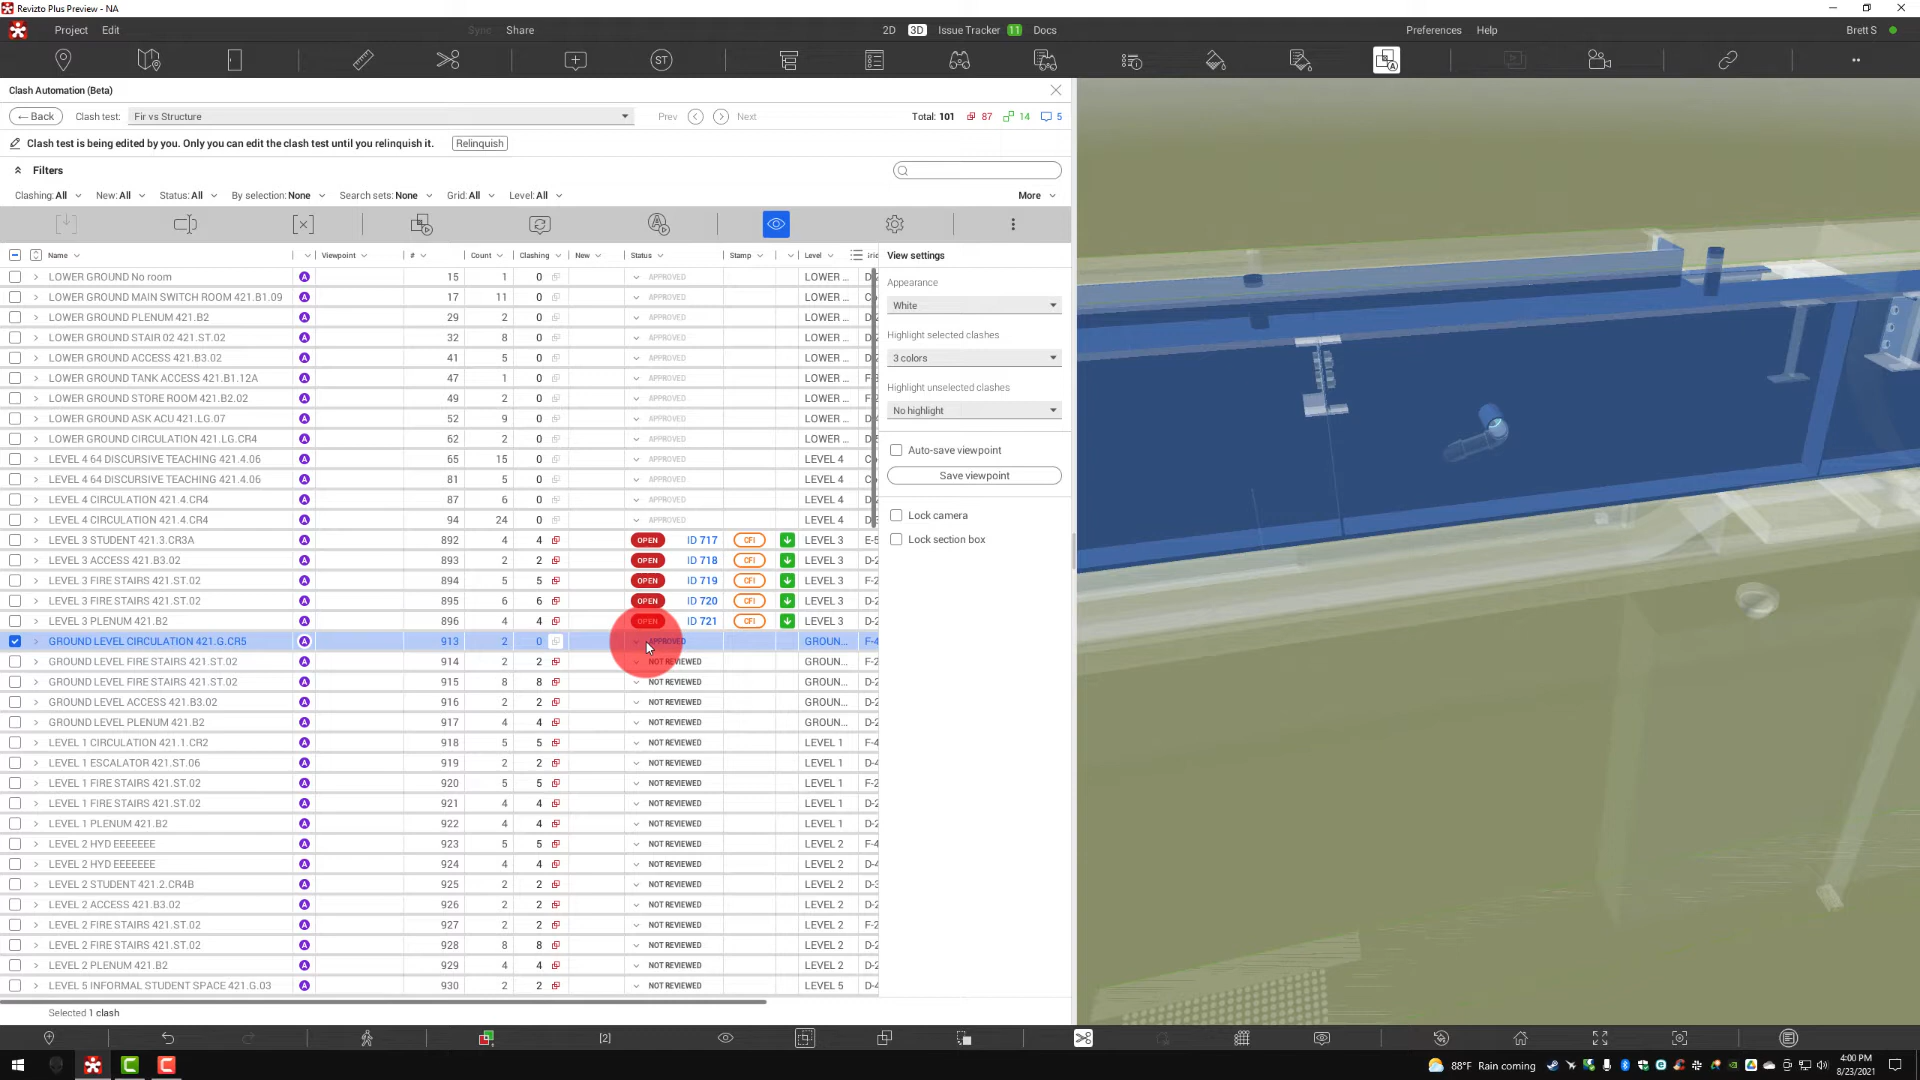 Revizto Plus Preview - NA
Project Edit Sync Share 2D 3D Issue Tracker 11 Docs Preferences Help Brett S
ST
Clash Automation (Beta)
← Back Clash test: Fir vs Structure Prev Next Total: 101 87 14 5
Clash test is being edited by you. Only you can edit the clash test until you relinquish it. Relinquish
Filters
Clashing: All New: All Status: All By selection: None Search sets: None Grid: All Level: All More
Name Viewpoint # Count Clashing New Status Stamp Level
LOWER GROUND No room A 15 1 0 APPROVED LOWER ...
LOWER GROUND MAIN SWITCH ROOM 421.B1.09 A 17 11 0 APPROVED LOWER ...
LOWER GROUND PLENUM 421.B2 A 29 2 0 APPROVED LOWER ...
LOWER GROUND STAIR 02 421.ST.02 A 32 8 0 APPROVED LOWER ...
LOWER GROUND ACCESS 421.B3.02 A 41 5 0 APPROVED LOWER ...
LOWER GROUND TANK ACCESS 421.B1.12A A 47 1 0 APPROVED LOWER ...
LOWER GROUND STORE ROOM 421.B2.02 A 49 2 0 APPROVED LOWER ...
LOWER GROUND ASK ACU 421.LG.07 A 52 9 0 APPROVED LOWER ...
LOWER GROUND CIRCULATION 421.LG.CR4 A 62 2 0 APPROVED LOWER ...
LEVEL 4 64 DISCURSIVE TEACHING 421.4.06 A 65 15 0 APPROVED LEVEL 4
LEVEL 4 64 DISCURSIVE TEACHING 421.4.06 A 81 5 0 APPROVED LEVEL 4
LEVEL 4 CIRCULATION 421.4.CR4 A 87 6 0 APPROVED LEVEL 4
LEVEL 4 CIRCULATION 421.4.CR4 A 94 24 0 APPROVED LEVEL 4
LEVEL 3 STUDENT 421.3.CR3A A 892 4 4 OPEN ID 717 CFI LEVEL 3 E-5
LEVEL 3 ACCESS 421.B3.02 A 893 2 2 OPEN ID 718 CFI LEVEL 3 D-2
LEVEL 3 FIRE STAIRS 421.ST.02 A 894 5 5 OPEN ID 719 CFI LEVEL 3 F-2
LEVEL 3 FIRE STAIRS 421.ST.02 A 895 6 6 OPEN ID 720 CFI LEVEL 3 D-2
LEVEL 3 PLENUM 421.B2 A 896 4 4 OPEN ID 721 CFI LEVEL 3 D-2
GROUND LEVEL CIRCULATION 421.G.CR5 A 913 2 0 APPROVED GROUN... F-4
GROUND LEVEL FIRE STAIRS 421.ST.02 A 914 2 2 NOT REVIEWED GROUN... F-2
GROUND LEVEL FIRE STAIRS 421.ST.02 A 915 8 8 NOT REVIEWED GROUN... D-2
GROUND LEVEL ACCESS 421.B3.02 A 916 2 2 NOT REVIEWED GROUN... D-2
GROUND LEVEL PLENUM 421.B2 A 917 4 4 NOT REVIEWED GROUN... D-2
LEVEL 1 CIRCULATION 421.1.CR2 A 918 5 5 NOT REVIEWED LEVEL 1 F-4
LEVEL 1 ESCALATOR 421.ST.06 A 919 2 2 NOT REVIEWED LEVEL 1 D-4
LEVEL 1 FIRE STAIRS 421.ST.02 A 920 5 5 NOT REVIEWED LEVEL 1 F-2
LEVEL 1 FIRE STAIRS 421.ST.02 A 921 4 4 NOT REVIEWED LEVEL 1 D-2
LEVEL 1 PLENUM 421.B2 A 922 4 4 NOT REVIEWED LEVEL 1 D-2
LEVEL 2 HYD EEEEEEE A 923 5 5 NOT REVIEWED LEVEL 2 F-4
LEVEL 2 HYD EEEEEEE A 924 4 4 NOT REVIEWED LEVEL 2 D-4
LEVEL 2 STUDENT 421.2.CR4B A 925 2 2 NOT REVIEWED LEVEL 2 D-3
LEVEL 2 ACCESS 421.B3.02 A 926 2 2 NOT REVIEWED LEVEL 2 D-2
LEVEL 2 FIRE STAIRS 421.ST.02 A 927 2 2 NOT REVIEWED LEVEL 2 F-2
LEVEL 2 FIRE STAIRS 421.ST.02 A 928 8 8 NOT REVIEWED LEVEL 2 D-2
LEVEL 2 PLENUM 421.B2 A 929 4 4 NOT REVIEWED LEVEL 2 D-2
LEVEL 5 INFORMAL STUDENT SPACE 421.G.03 A 930 2 2 NOT REVIEWED LEVEL 5 D-4
View settings
Appearance
White
Highlight selected clashes
3 colors
Highlight unselected clashes
No highlight
Auto-save viewpoint
Save viewpoint
Lock camera
Lock section box
Selected 1 clash
[2]
88°F Rain coming
4:00 PM
8/23/2021